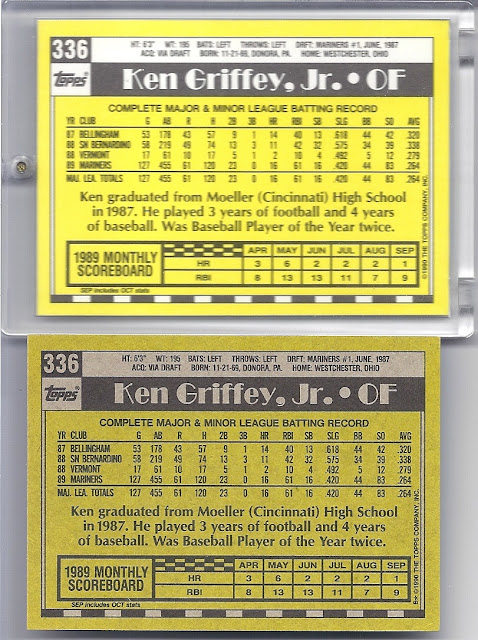 336
HT: 6'3" WT: 195 BATS: LEFT THROWS: LEFT DRFT: MARINERS #1, JUNE, 1987
ACQ: VIA DRAFT BORN: 11-21-69, DONORA, PA. HOME: WESTCHESTER, OHIO
Topps Ken Griffey, Jr. • OF
COMPLETE MAJOR & MINOR LEAGUE BATTING RECORD
YR CLUB G AB R H 2B 3B HR RBI SB SLG BB SO AVG
87 BELLINGHAM 53 178 43 57 9 1 14 40 13 .618 44 42 .320
88 SN BERNARDINO 58 219 49 74 13 3 11 42 32 .575 34 39 .338
88 VERMONT 17 61 10 17 5 1 2 10 4 .492 5 12 .279
89 MARINERS 127 455 61 120 23 0 16 61 16 .420 44 83 .264
MAJ. LEA. TOTALS 127 455 61 120 23 0 16 61 16 .420 44 83 .264
Ken graduated from Moeller (Cincinnati) High School
in 1987. He played 3 years of football and 4 years
of baseball. Was Baseball Player of the Year twice.
1989 MONTHLY
SCOREBOARD
APR MAY JUN JUL AUG SEP
HR 3 6 2 2 2 1
RBI 8 13 13 11 7 9
SEP includes OCT stats
©1990 THE TOPPS COMPANY, INC.
336
HT: 6'3" WT: 195 BATS: LEFT THROWS: LEFT DRFT: MARINERS #1, JUNE, 1987
ACQ: VIA DRAFT BORN: 11-21-69, DONORA, PA. HOME: WESTCHESTER, OHIO
Topps Ken Griffey, Jr. • OF
COMPLETE MAJOR & MINOR LEAGUE BATTING RECORD
YR CLUB G AB R H 2B 3B HR RBI SB SLG BB SO AVG
87 BELLINGHAM 53 178 43 57 9 1 14 40 13 .618 44 42 .320
88 SN BERNARDINO 58 219 49 74 13 3 11 42 32 .575 34 39 .338
88 VERMONT 17 61 10 17 5 1 2 10 4 .492 5 12 .279
89 MARINERS 127 455 61 120 23 0 16 61 16 .420 44 83 .264
MAJ. LEA. TOTALS 127 455 61 120 23 0 16 61 16 .420 44 83 .264
Ken graduated from Moeller (Cincinnati) High School
in 1987. He played 3 years of football and 4 years
of baseball. Was Baseball Player of the Year twice.
1989 MONTHLY
SCOREBOARD
APR MAY JUN JUL AUG SEP
HR 3 6 2 2 2 1
RBI 8 13 13 11 7 9
SEP includes OCT stats
©1990 THE TOPPS COMPANY, INC.